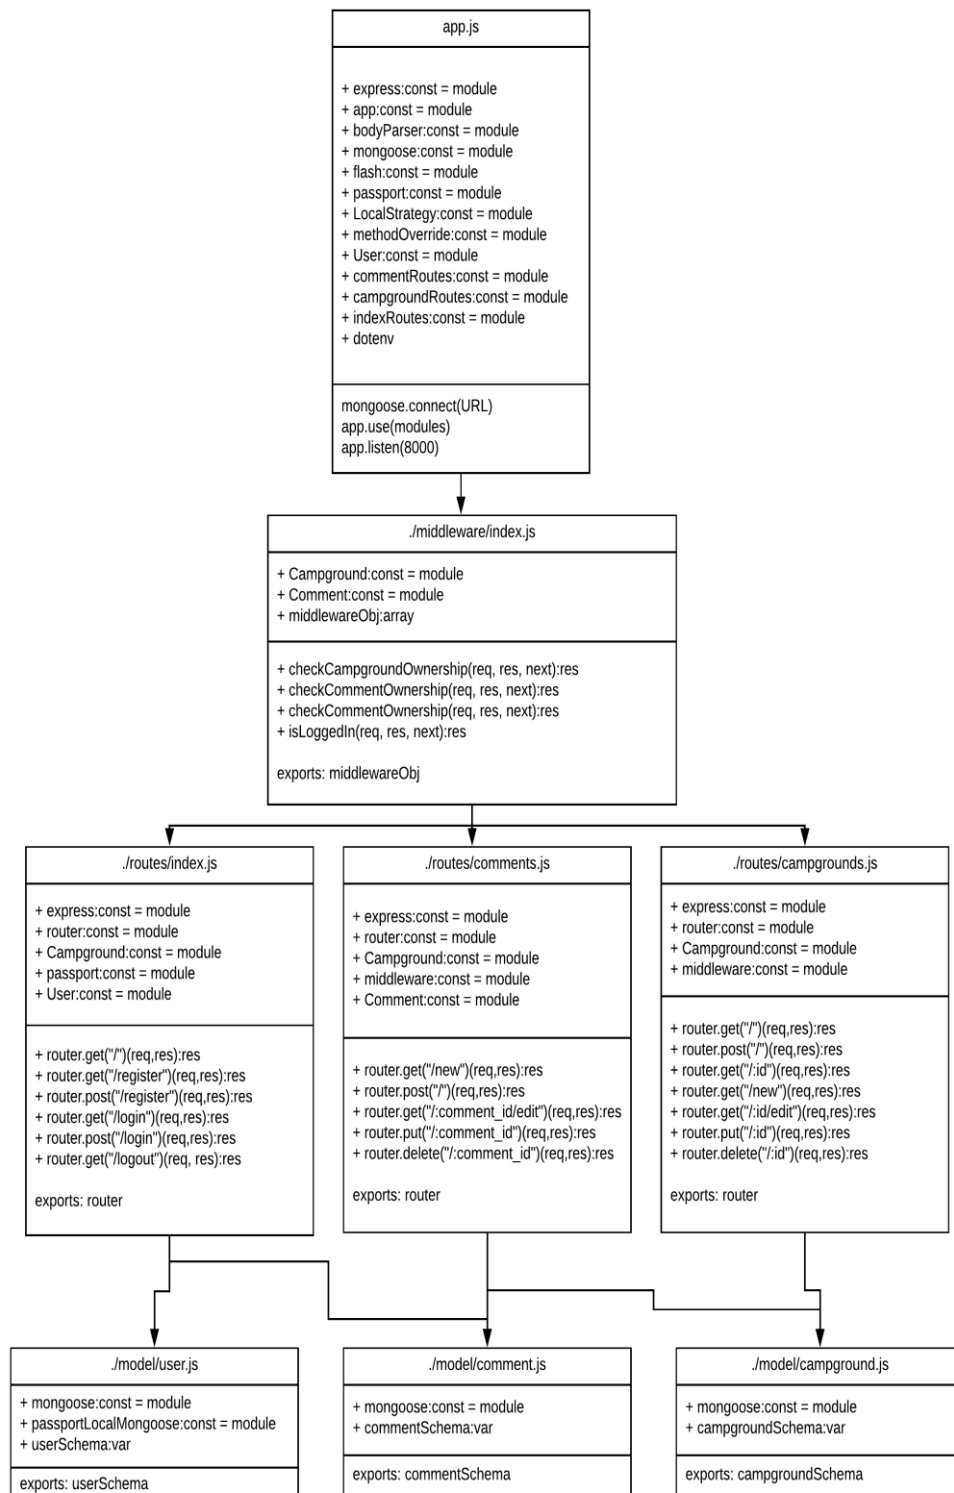 app.js
+ express:const = module
+ app:const = module
+ bodyParser:const = module
+ mongoose:const = module
+ flash:const = module
+ passport:const = module
+ LocalStrategy:const = module
+ methodOverride:const = module
+ User:const = module
+ commentRoutes:const = module
+ campgroundRoutes:const = module
+ indexRoutes:const = module
+ dotenv
mongoose.connect(URL)
app.use(modules)
app.listen(8000)
./middleware/index.js
+ Campground:const = module
+ Comment:const = module
+ middlewareObj:array
+ checkCampgroundOwnership(req, res, next):res
+ checkCommentOwnership(req, res, next):res
+ checkCommentOwnership(req, res, next):res
+ isLoggedIn(req, res, next):res
exports: middlewareObj
./routes/index.js
+ express:const = module
+ router:const = module
+ Campground:const = module
+ passport:const = module
+ User:const = module
+ router.get("/")(req,res):res
+ router.get("/register")(req,res):res
+ router.post("/register")(req,res):res
+ router.get("/login")(req,res):res
+ router.post("/login")(req,res):res
+ router.get("/logout")(req, res):res
exports: router
./routes/comments.js
+ express:const = module
+ router:const = module
+ Campground:const = module
+ middleware:const = module
+ Comment:const = module
+ router.get("/new")(req,res):res
+ router.post("/")(req,res):res
+ router.get("/:comment_id/edit")(req,res):res
+ router.put("/:comment_id")(req,res):res
+ router.delete("/:comment_id")(req,res):res
exports: router
./routes/campgrounds.js
+ express:const = module
+ router:const = module
+ Campground:const = module
+ middleware:const = module
+ router.get("/")(req,res):res
+ router.post("/")(req,res):res
+ router.get("/:id")(req,res):res
+ router.get("/new")(req,res):res
+ router.get("/:id/edit")(req,res):res
+ router.put("/:id")(req,res):res
+ router.delete("/:id")(req,res):res
exports: router
./model/user.js
+ mongoose:const = module
+ passportLocalMongoose:const = module
+ userSchema:var
exports: userSchema
./model/comment.js
+ mongoose:const = module
+ commentSchema:var
exports: commentSchema
./model/campground.js
+ mongoose:const = module
+ campgroundSchema:var
exports: campgroundSchema